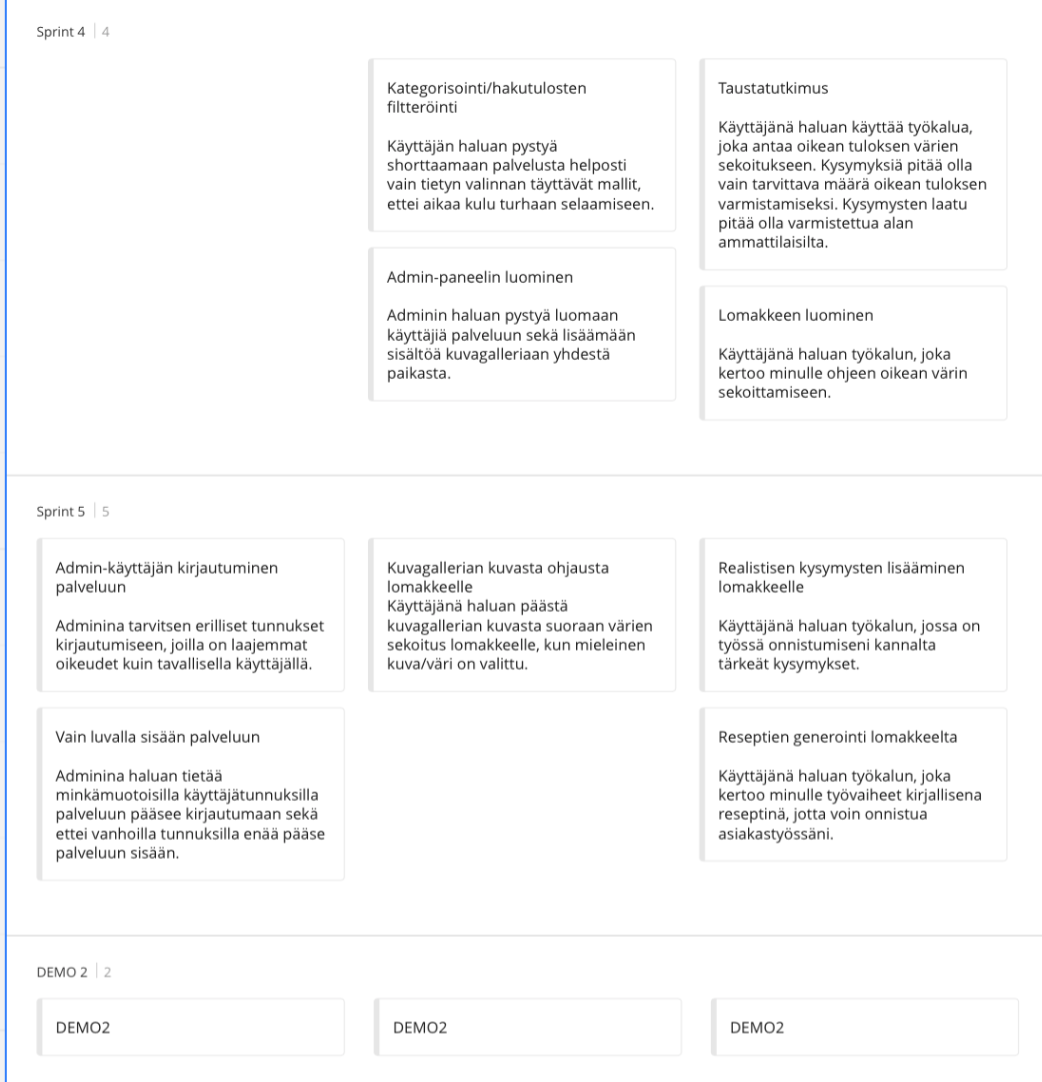 Sprint 4 4
Kategorisointi/hakutulosten
filtteröinti
Käyttäjän haluan pystyä
shorttaamaan palvelusta helposti
vain tietyn valinnan täyttävät mallit,
ettei aikaa kulu turhaan selaamiseen.
Taustatutkimus
Käyttäjänä haluan käyttää työkalua,
joka antaa oikean tuloksen värien
sekoitukseen. Kysymyksiä pitää olla
vain tarvittava määrä oikean tuloksen
varmistamiseksi. Kysymysten laatu
pitää olla varmistettua alan
ammattilaisilta.
Admin-paneelin luominen
Adminin haluan pystyä luomaan
käyttäjiä palveluun sekä lisäämään
sisältöä kuvagalleriaan yhdestä
paikasta.
Lomakkeen luominen
Käyttäjänä haluan työkalun, joka
kertoo minulle ohjeen oikean värin
sekoittamiseen.
Sprint 5 5
Admin-käyttäjän kirjautuminen
palveluun
Adminina tarvitsen erilliset tunnukset
kirjautumiseen, joilla on laajemmat
oikeudet kuin tavallisella käyttäjällä.
Kuvagallerian kuvasta ohjausta
lomakkeelle
Käyttäjänä haluan päästä
kuvagallerian kuvasta suoraan värien
sekoitus lomakkeelle, kun mieleinen
kuva/väri on valittu.
Realistisen kysymysten lisääminen
lomakkeelle
Käyttäjänä haluan työkalun, jossa on
työssä onnistumiseni kannalta
tärkeät kysymykset.
Vain luvalla sisään palveluun
Adminina haluan tietää
minkämuotoisilla käyttäjätunnuksilla
palveluun pääsee kirjautumaan sekä
ettei vanhoilla tunnuksilla enää pääse
palveluun sisään.
Reseptien generointi lomakkeelta
Käyttäjänä haluan työkalun, joka
kertoo minulle työvaiheet kirjallisena
reseptinä, jotta voin onnistua
asiakastyössäni.
DEMO 2 2
DEMO2
DEMO2
DEMO2